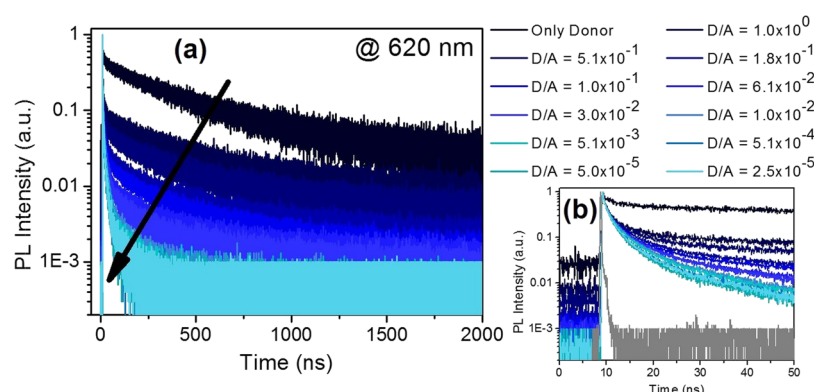 (a) @ 620 nm
PL Intensity (a.u.)
1
0.1
0.01
1E-3
0 500 1000 1500 2000
Time (ns)
Only Donor D/A = 1.0x10⁰
D/A = 5.1x10⁻¹ D/A = 1.8x10⁻¹
D/A = 1.0x10⁻¹ D/A = 6.1x10⁻²
D/A = 3.0x10⁻² D/A = 1.0x10⁻²
D/A = 5.1x10⁻³ D/A = 5.1x10⁻⁴
D/A = 5.0x10⁻⁵ D/A = 2.5x10⁻⁵
(b)
PL Intensity (a.u.)
1
0.1
0.01
1E-3
0 10 20 30 40 50
Time (ns)